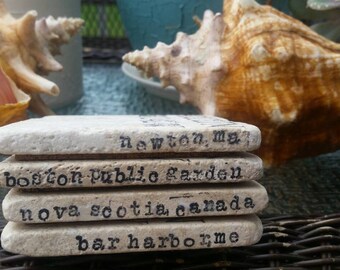 newton, ma
boston public garden
nova scotia, canada
bar harbor, me